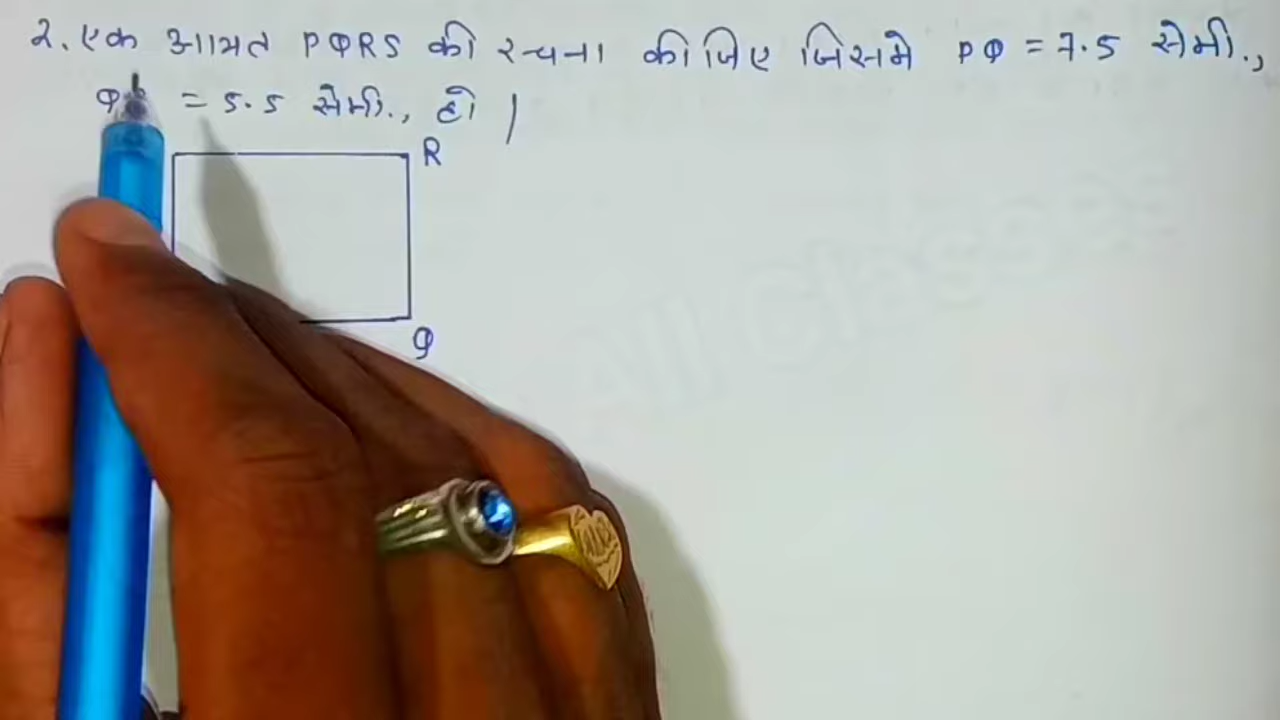 2. एक आयत PQRS की रचना कीजिए जिसमे PQ = 7.5 सेमी.,
Q = 5.5 सेमी., हो |
R
Q